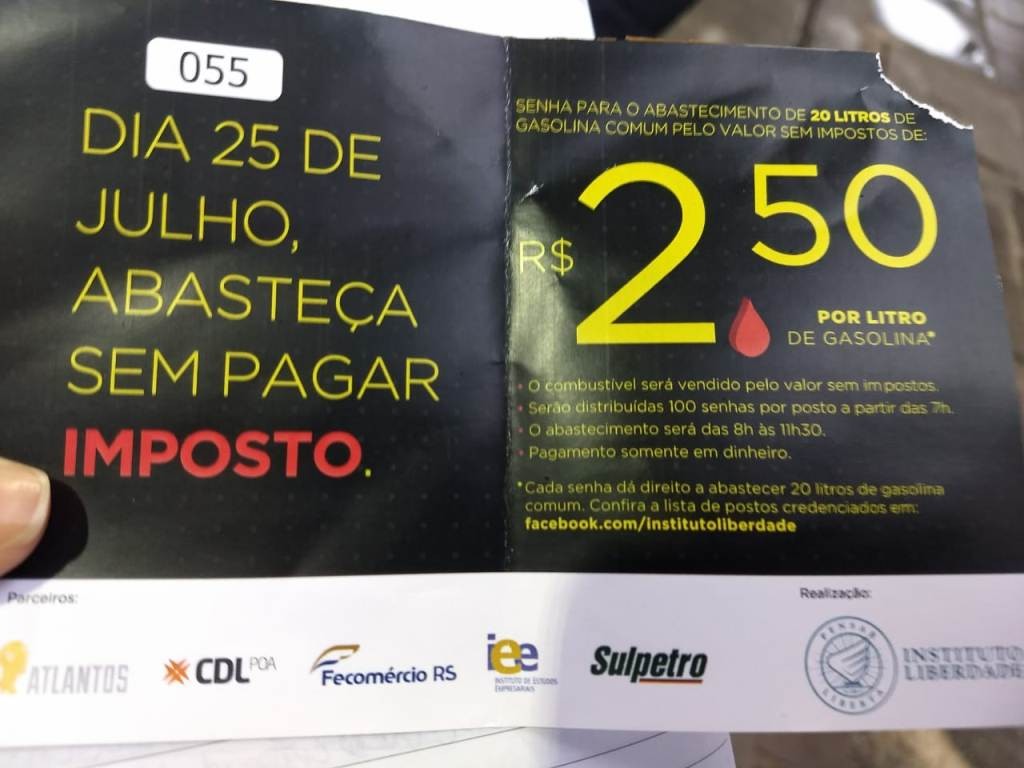 055
DIA 25 DE
JULHO,
ABASTEÇA
SEM PAGAR
IMPOSTO.
SENHA PARA O ABASTECIMENTO DE 20 LITROS DE
GASOLINA COMUM PELO VALOR SEM IMPOSTOS DE:
R$ 2 50
POR LITRO
DE GASOLINA*
• O combustível será vendido pelo valor sem impostos.
• Serão distribuídas 100 senhas por posto a partir das 7h.
• O abastecimento será das 8h às 11h30.
• Pagamento somente em dinheiro.
*Cada senha dá direito a abastecer 20 litros de gasolina
comum. Confira a lista de postos credenciados em:
facebook.com/institutoliberdade
Parceiros:
ATLANTOS
CDL POA
Fecomércio RS
iee
INSTITUTO DE ESTUDOS
EMPRESARIAIS
Sulpetro
Realização:
PENSAR
LIBERTA
INSTITUTO
LIBERDADE